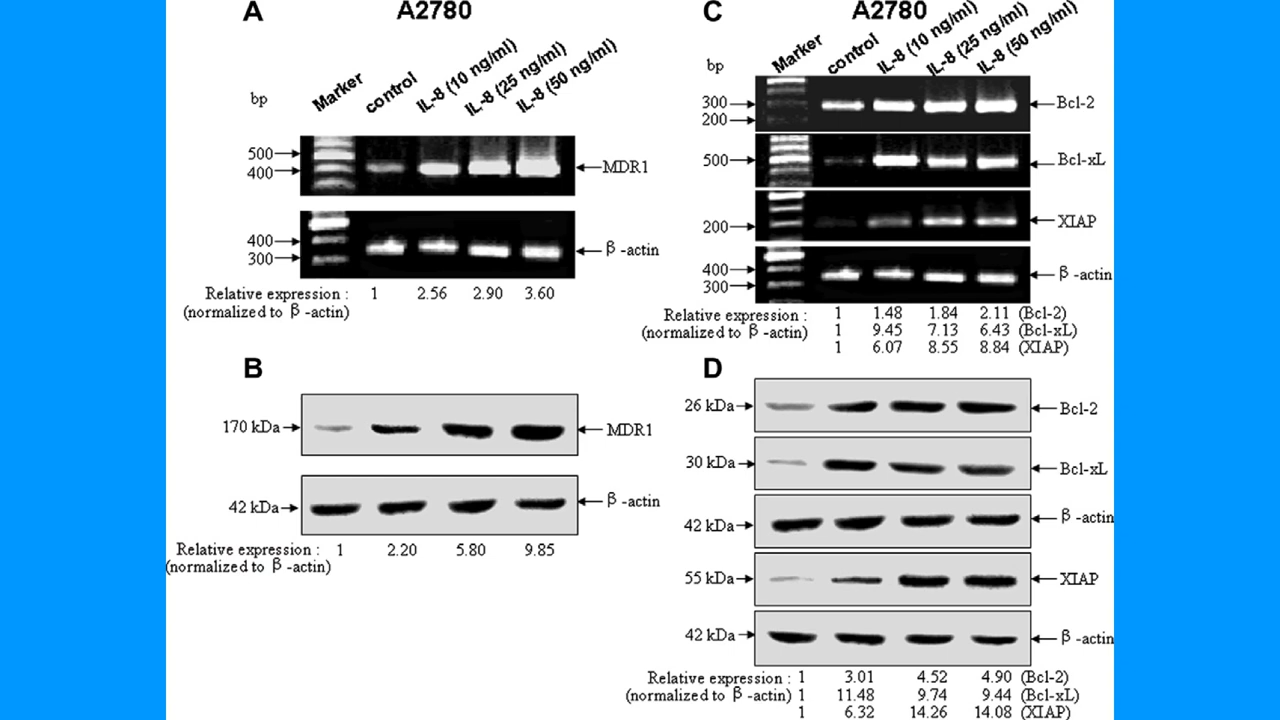 A
A2780
Marker
control
IL-8 (10 ng/ml)
IL-8 (25 ng/ml)
IL-8 (50 ng/ml)
bp
500
400
MDR1
400
300
β-actin
Relative expression : 1 2.56 2.90 3.60
(normalized to β-actin)
B
170 kDa
MDR1
42 kDa
β-actin
Relative expression : 1 2.20 5.80 9.85
(normalized to β-actin)
C
A2780
Marker
control
IL-8 (10 ng/ml)
IL-8 (25 ng/ml)
IL-8 (50 ng/ml)
bp
300
200
Bcl-2
500
Bcl-xL
200
XIAP
400
300
β-actin
Relative expression : 1 1.48 1.84 2.11 (Bcl-2)
(normalized to β-actin) 1 9.45 7.13 6.43 (Bcl-xL)
1 6.07 8.55 8.84 (XIAP)
D
26 kDa
Bcl-2
30 kDa
Bcl-xL
42 kDa
β-actin
55 kDa
XIAP
42 kDa
β-actin
Relative expression : 1 3.01 4.52 4.90 (Bcl-2)
(normalized to β-actin) 1 11.48 9.74 9.44 (Bcl-xL)
1 6.32 14.26 14.08 (XIAP)